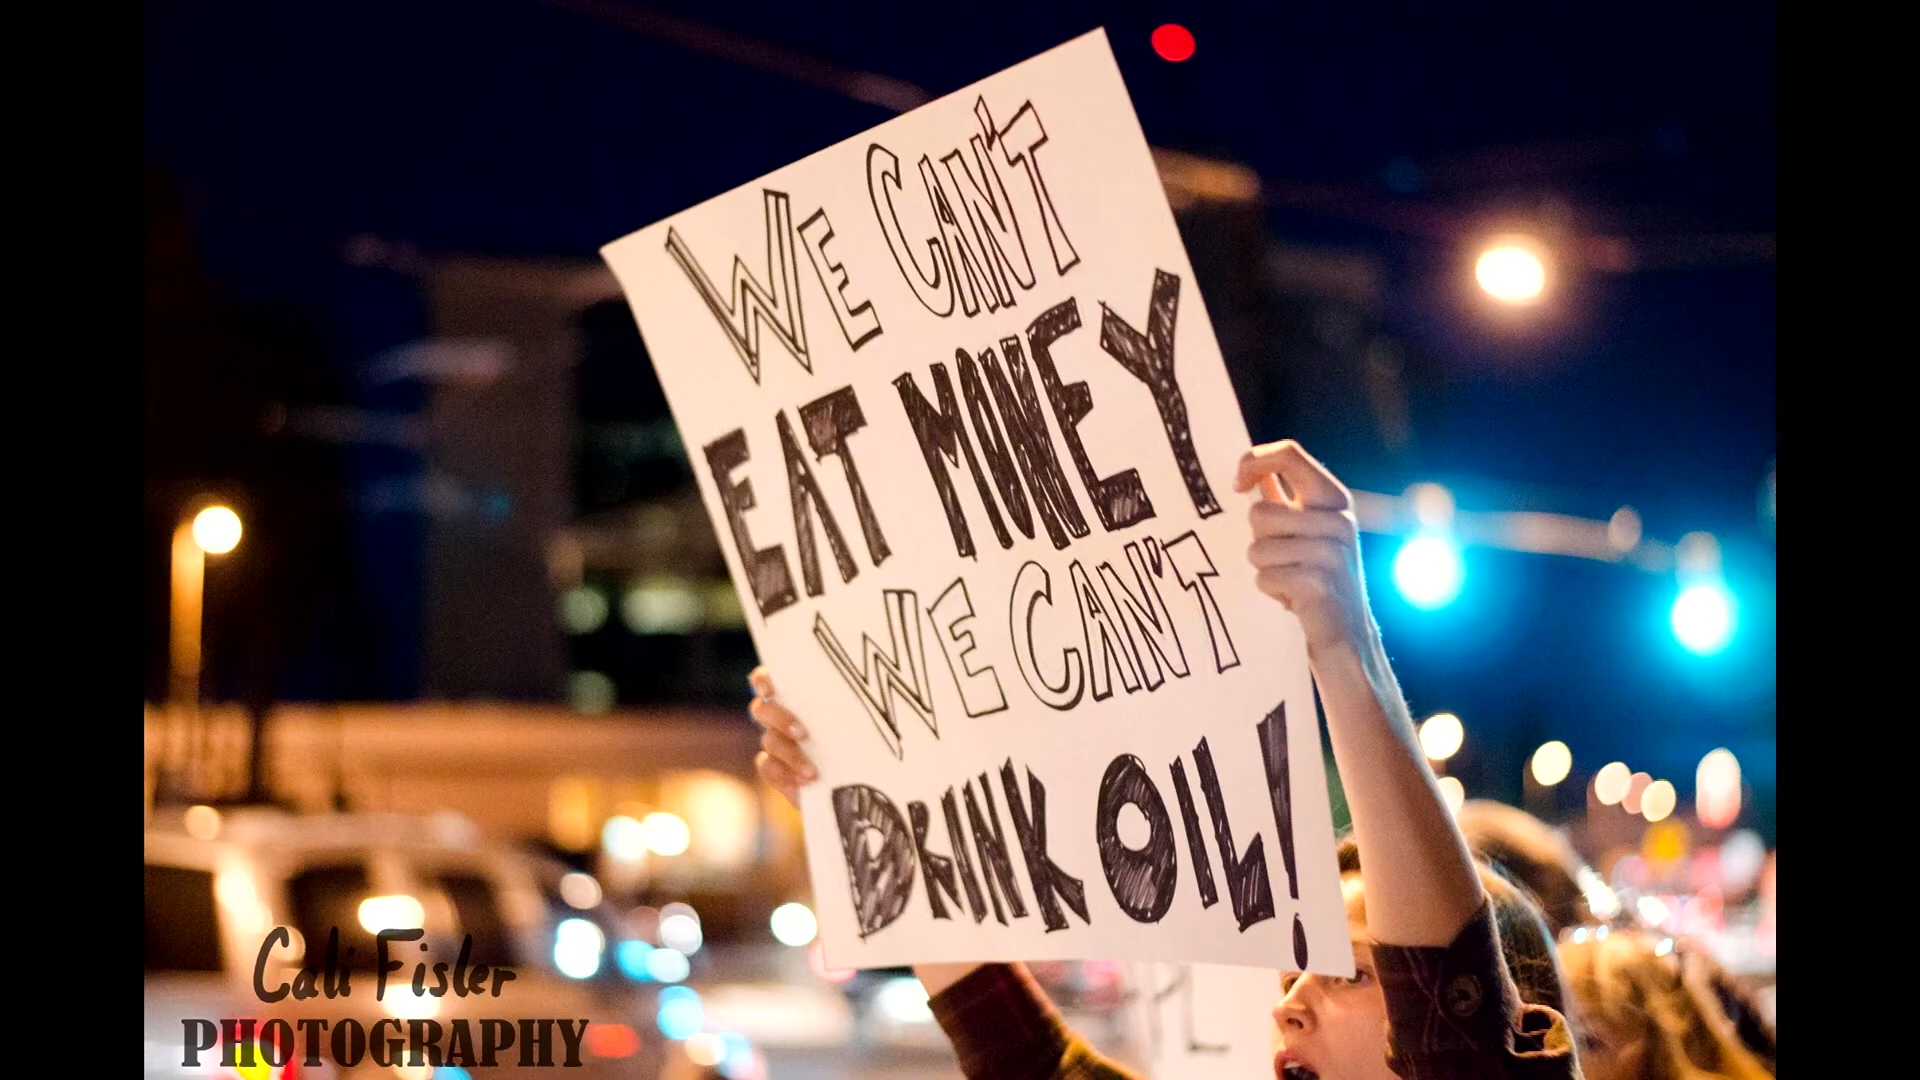 WE CAN'T
EAT MONEY
WE CAN'T
DRINK OIL!
Cali Fisler
PHOTOGRAPHY